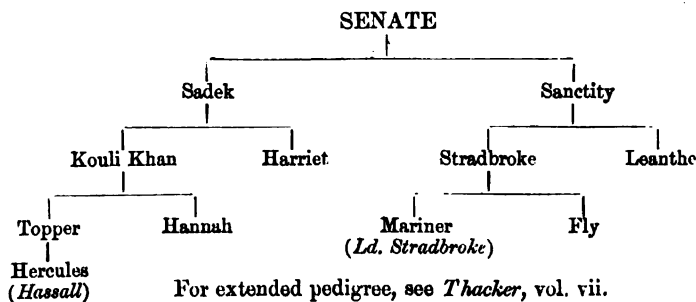 SENATE
Sadek Sanctity
Kouli Khan Harriet Stradbroke Leanthe
Topper Hannah Mariner Fly
(Ld. Stradbroke)
Hercules
(Hassall) For extended pedigree, see Thacker, vol. vii.